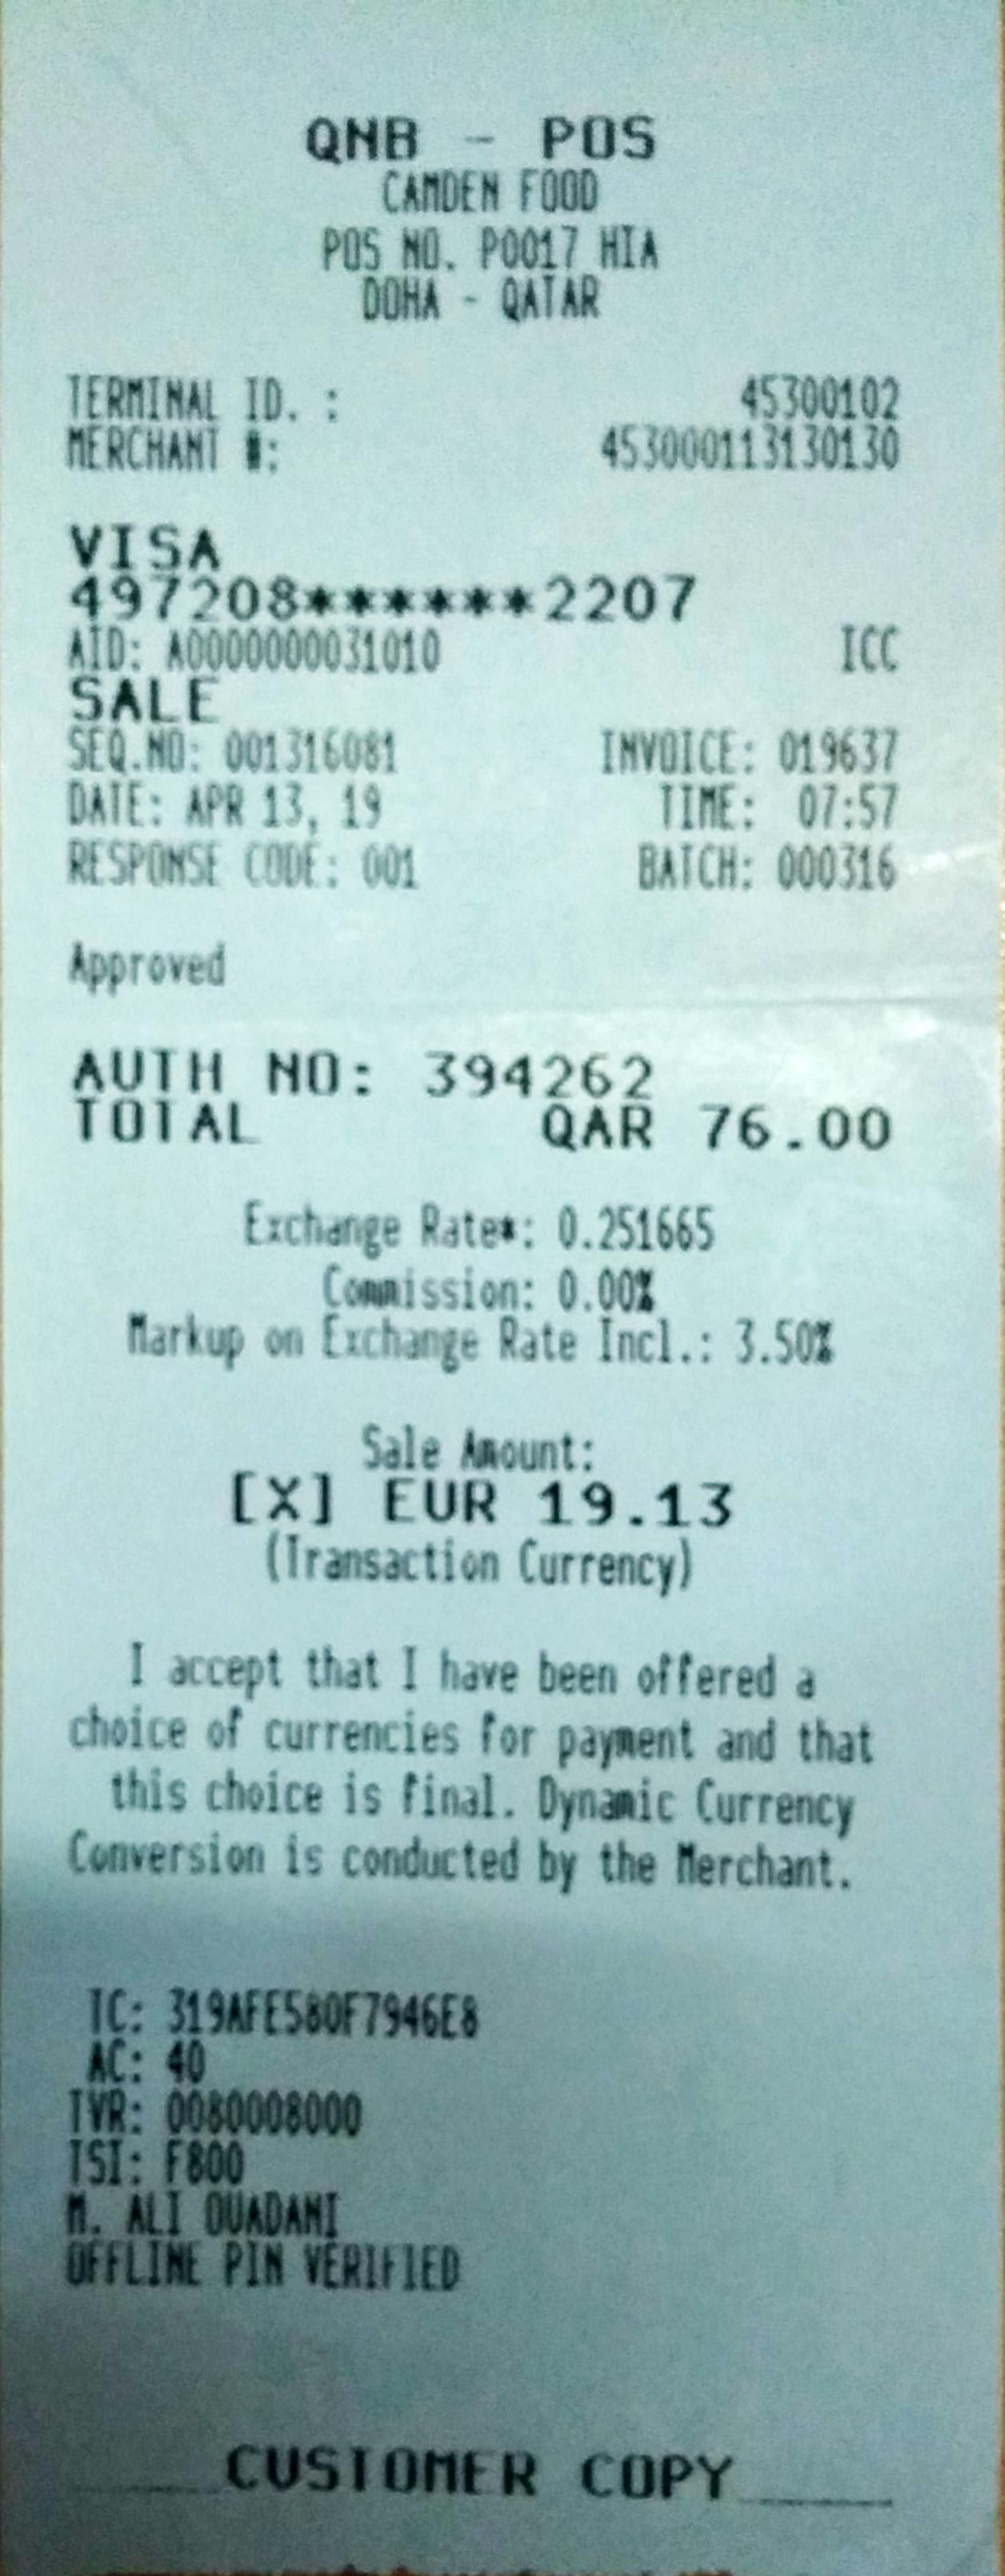 QNB - POS
CAMDEN FOOD
POS NO. P0017 HIA
DOHA - QATAR
TERMINAL ID. : 45300102
MERCHANT #: 453000113130130
VISA
497208******2207
AID: A0000000031010 ICC
SALE
SEQ.NO: 001316081 INVOICE: 019637
DATE: APR 13, 19 TIME: 07:57
RESPONSE CODE: 001 BATCH: 000316
Approved
AUTH NO: 394262
TOTAL QAR 76.00
Exchange Rate*: 0.251665
Commission: 0.00%
Markup on Exchange Rate Incl.: 3.50%
Sale Amount:
[X] EUR 19.13
(Transaction Currency)
I accept that I have been offered a
choice of currencies for payment and that
this choice is final. Dynamic Currency
Conversion is conducted by the Merchant.
TC: 319AFE580F7946E8
AC: 40
TVR: 0080008000
TSI: F800
M. ALI OUADANI
OFFLINE PIN VERIFIED
CUSTOMER COPY